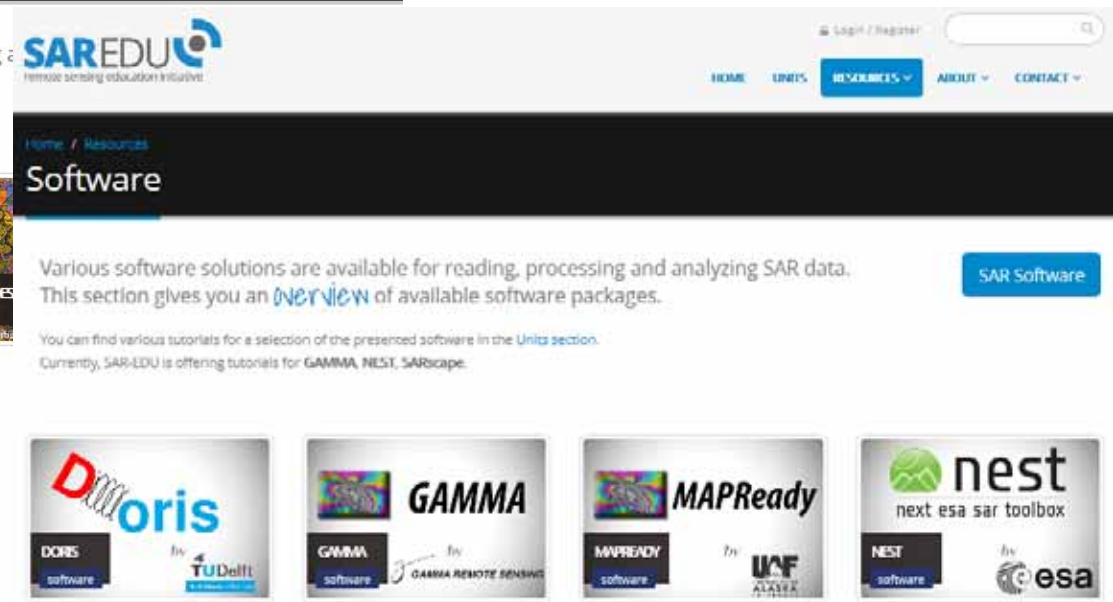 SAREDU
remote sensing education initiative
Login / Register
HOME UNITS RESOURCES ABOUT CONTACT
Home / Resources
Software
Various software solutions are available for reading, processing and analyzing SAR data.
This section gives you an overview of available software packages.
SAR Software
You can find various tutorials for a selection of the presented software in the Units section.
Currently, SAR-EDU is offering tutorials for GAMMA, NEST, SARscape.
Doris
by
TUDelft
DORIS
software
GAMMA
by
GAMMA REMOTE SENSING
GAMMA
software
MAPReady
by
UAF
ALASKA
MAPREADY
software
nest
next esa sar toolbox
by
esa
NEST
software